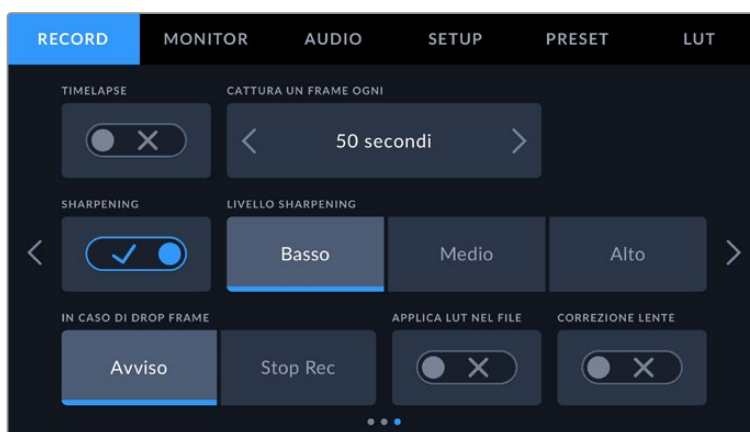 RECORD MONITOR AUDIO SETUP PRESET LUT
TIMELAPSE CATTURA UN FRAME OGNI
50 secondi
SHARPENING LIVELLO SHARPENING
Basso Medio Alto
IN CASO DI DROP FRAME APPLICA LUT NEL FILE CORREZIONE LENTE
Avviso Stop Rec